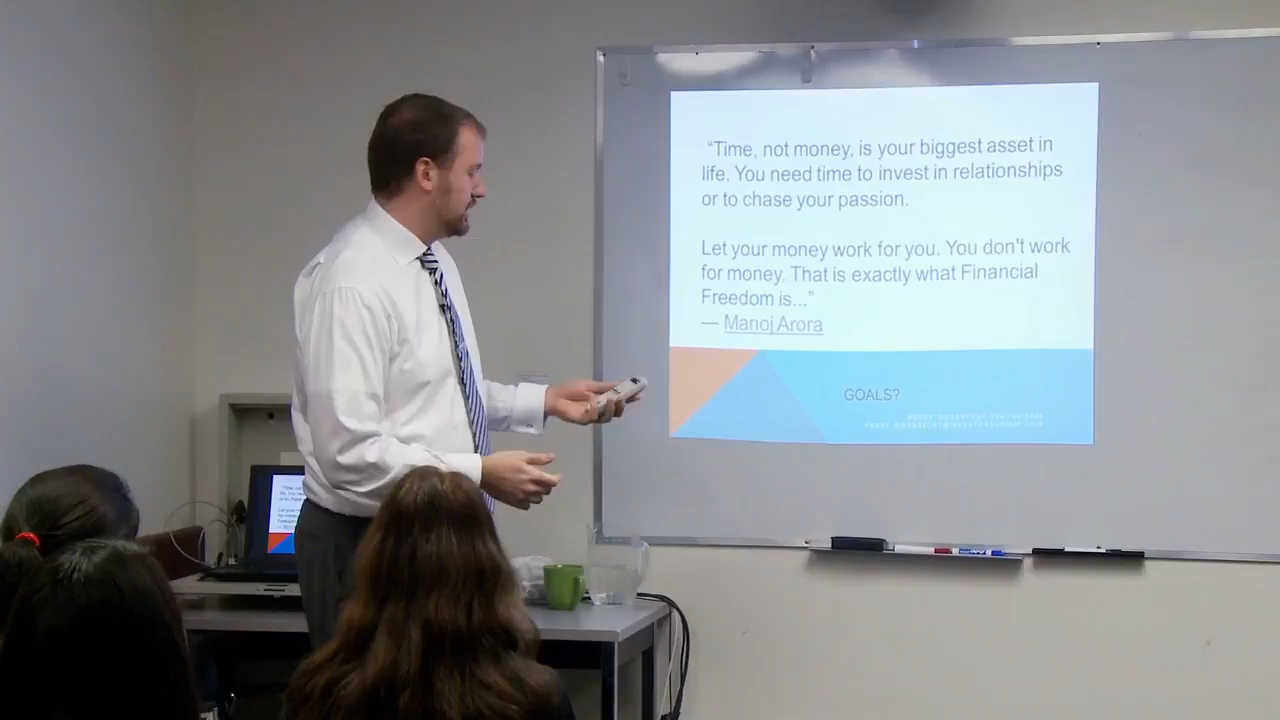 “Time, not money, is your biggest asset in
life. You need time to invest in relationships
or to chase your passion.
Let your money work for you. You don't work
for money. That is exactly what Financial
Freedom is...”
— Manoj Arora
GOALS?